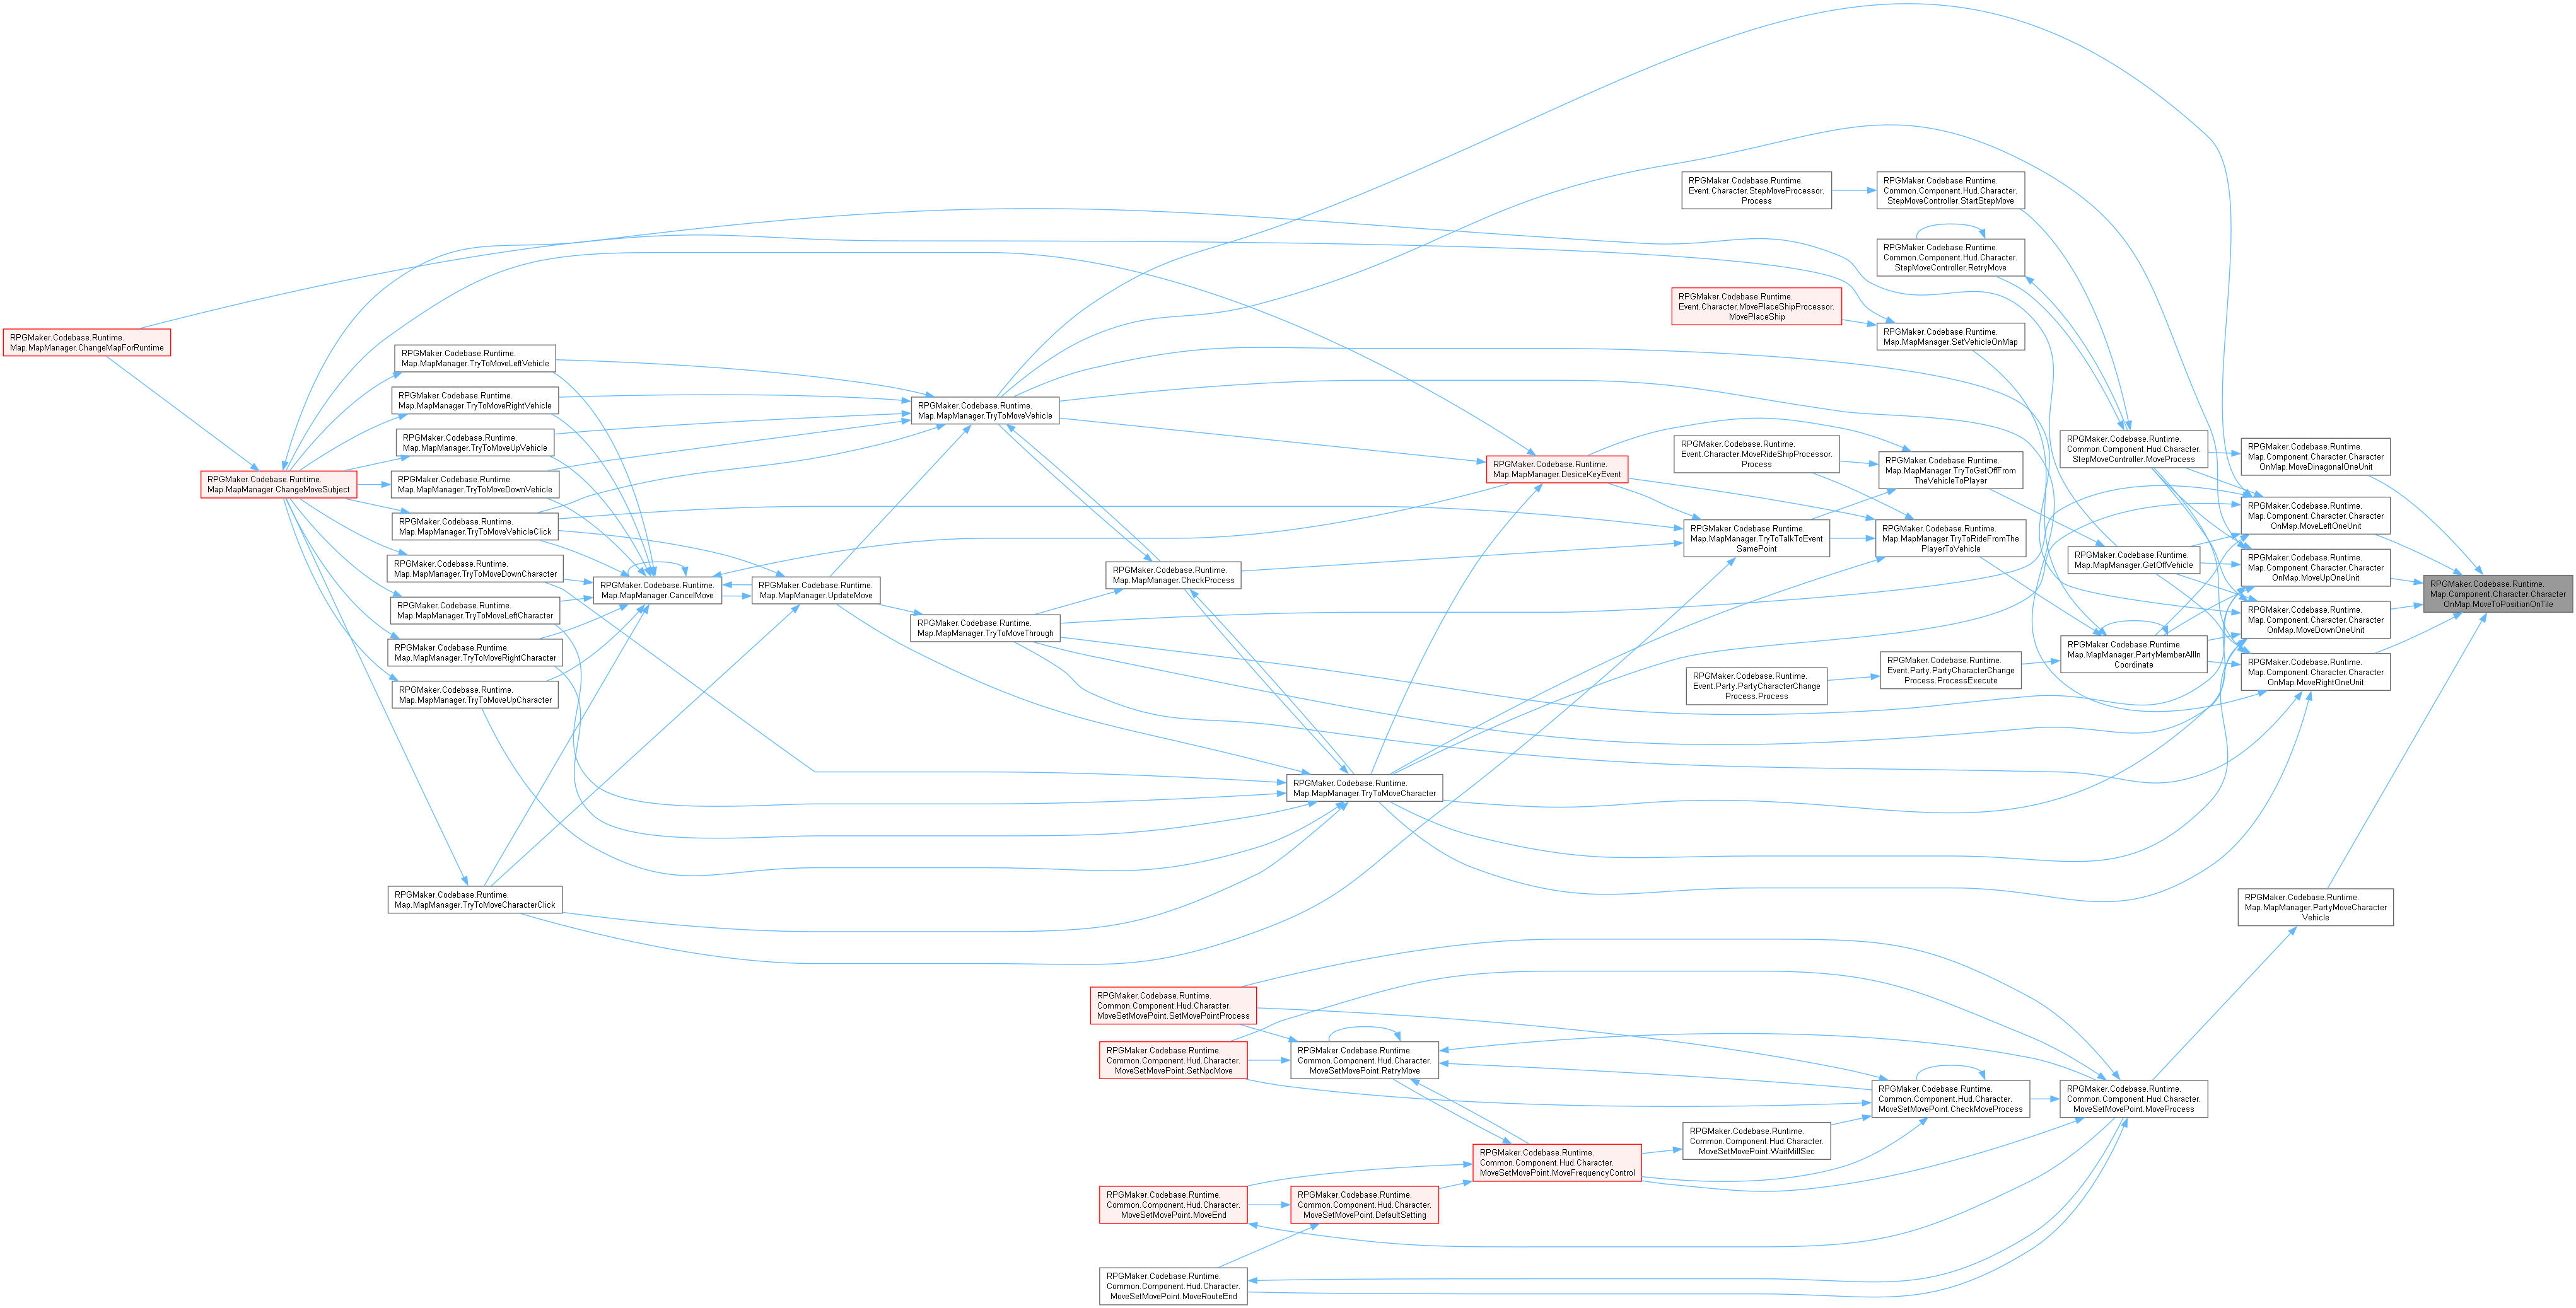 RPGMaker.Codebase.Runtime.
Map.MapManager.ChangeMapForRuntime
RPGMaker.Codebase.Runtime.
Map.MapManager.ChangeMoveSubject
RPGMaker.Codebase.Runtime.
Map.MapManager.TryToMoveLeftVehicle
RPGMaker.Codebase.Runtime.
Map.MapManager.TryToMoveRightVehicle
RPGMaker.Codebase.Runtime.
Map.MapManager.TryToMoveUpVehicle
RPGMaker.Codebase.Runtime.
Map.MapManager.TryToMoveDownVehicle
RPGMaker.Codebase.Runtime.
Map.MapManager.TryToMoveVehicleClick
RPGMaker.Codebase.Runtime.
Map.MapManager.TryToMoveDownCharacter
RPGMaker.Codebase.Runtime.
Map.MapManager.TryToMoveLeftCharacter
RPGMaker.Codebase.Runtime.
Map.MapManager.TryToMoveRightCharacter
RPGMaker.Codebase.Runtime.
Map.MapManager.TryToMoveUpCharacter
RPGMaker.Codebase.Runtime.
Map.MapManager.TryToMoveCharacterClick
RPGMaker.Codebase.Runtime.
Map.MapManager.CancelMove
RPGMaker.Codebase.Runtime.
Map.MapManager.UpdateMove
RPGMaker.Codebase.Runtime.
Map.MapManager.TryToMoveVehicle
RPGMaker.Codebase.Runtime.
Map.MapManager.TryToMoveThrough
RPGMaker.Codebase.Runtime.
Map.MapManager.CheckProcess
RPGMaker.Codebase.Runtime.
Event.Character.MoveRideShipProcessor.
Process
RPGMaker.Codebase.Runtime.
Map.MapManager.TryToMoveCharacter
RPGMaker.Codebase.Runtime.
Map.MapManager.DesiceKeyEvent
RPGMaker.Codebase.Runtime.
Event.Character.StepMoveProcessor.
Process
RPGMaker.Codebase.Runtime.
Event.Character.MovePlaceShipProcessor.
MovePlaceShip
RPGMaker.Codebase.Runtime.
Map.MapManager.TryToTalkToEvent
SamePoint
RPGMaker.Codebase.Runtime.
Event.Party.PartyCharacterChange
Process.Process
RPGMaker.Codebase.Runtime.
Common.Component.Hud.Character.
StepMoveController.StartStepMove
RPGMaker.Codebase.Runtime.
Common.Component.Hud.Character.
StepMoveController.RetryMove
RPGMaker.Codebase.Runtime.
Map.MapManager.SetVehicleOnMap
RPGMaker.Codebase.Runtime.
Map.MapManager.TryToGetOffFrom
TheVehicleToPlayer
RPGMaker.Codebase.Runtime.
Map.MapManager.TryToRideFromThe
PlayerToVehicle
RPGMaker.Codebase.Runtime.
Event.Party.PartyCharacterChange
Process.ProcessExecute
RPGMaker.Codebase.Runtime.
Common.Component.Hud.Character.
StepMoveController.MoveProcess
RPGMaker.Codebase.Runtime.
Map.MapManager.GetOffVehicle
RPGMaker.Codebase.Runtime.
Map.MapManager.PartyMemberAllIn
Coordinate
RPGMaker.Codebase.Runtime.
Map.Component.Character.Character
OnMap.MoveDinagonalOneUnit
RPGMaker.Codebase.Runtime.
Map.Component.Character.Character
OnMap.MoveLeftOneUnit
RPGMaker.Codebase.Runtime.
Map.Component.Character.Character
OnMap.MoveUpOneUnit
RPGMaker.Codebase.Runtime.
Map.Component.Character.Character
OnMap.MoveDownOneUnit
RPGMaker.Codebase.Runtime.
Map.Component.Character.Character
OnMap.MoveRightOneUnit
RPGMaker.Codebase.Runtime.
Map.Component.Character.Character
OnMap.MoveToPositionOnTile
RPGMaker.Codebase.Runtime.
Map.MapManager.PartyMoveCharacter
Vehicle
RPGMaker.Codebase.Runtime.
Common.Component.Hud.Character.
MoveSetMovePoint.SetMovePointProcess
RPGMaker.Codebase.Runtime.
Common.Component.Hud.Character.
MoveSetMovePoint.SetNpcMove
RPGMaker.Codebase.Runtime.
Common.Component.Hud.Character.
MoveSetMovePoint.RetryMove
RPGMaker.Codebase.Runtime.
Common.Component.Hud.Character.
MoveSetMovePoint.CheckMoveProcess
RPGMaker.Codebase.Runtime.
Common.Component.Hud.Character.
MoveSetMovePoint.MoveProcess
RPGMaker.Codebase.Runtime.
Common.Component.Hud.Character.
MoveSetMovePoint.WaitMillSec
RPGMaker.Codebase.Runtime.
Common.Component.Hud.Character.
MoveSetMovePoint.MoveFrequencyControl
RPGMaker.Codebase.Runtime.
Common.Component.Hud.Character.
MoveSetMovePoint.MoveEnd
RPGMaker.Codebase.Runtime.
Common.Component.Hud.Character.
MoveSetMovePoint.DefaultSetting
RPGMaker.Codebase.Runtime.
Common.Component.Hud.Character.
MoveSetMovePoint.MoveRouteEnd